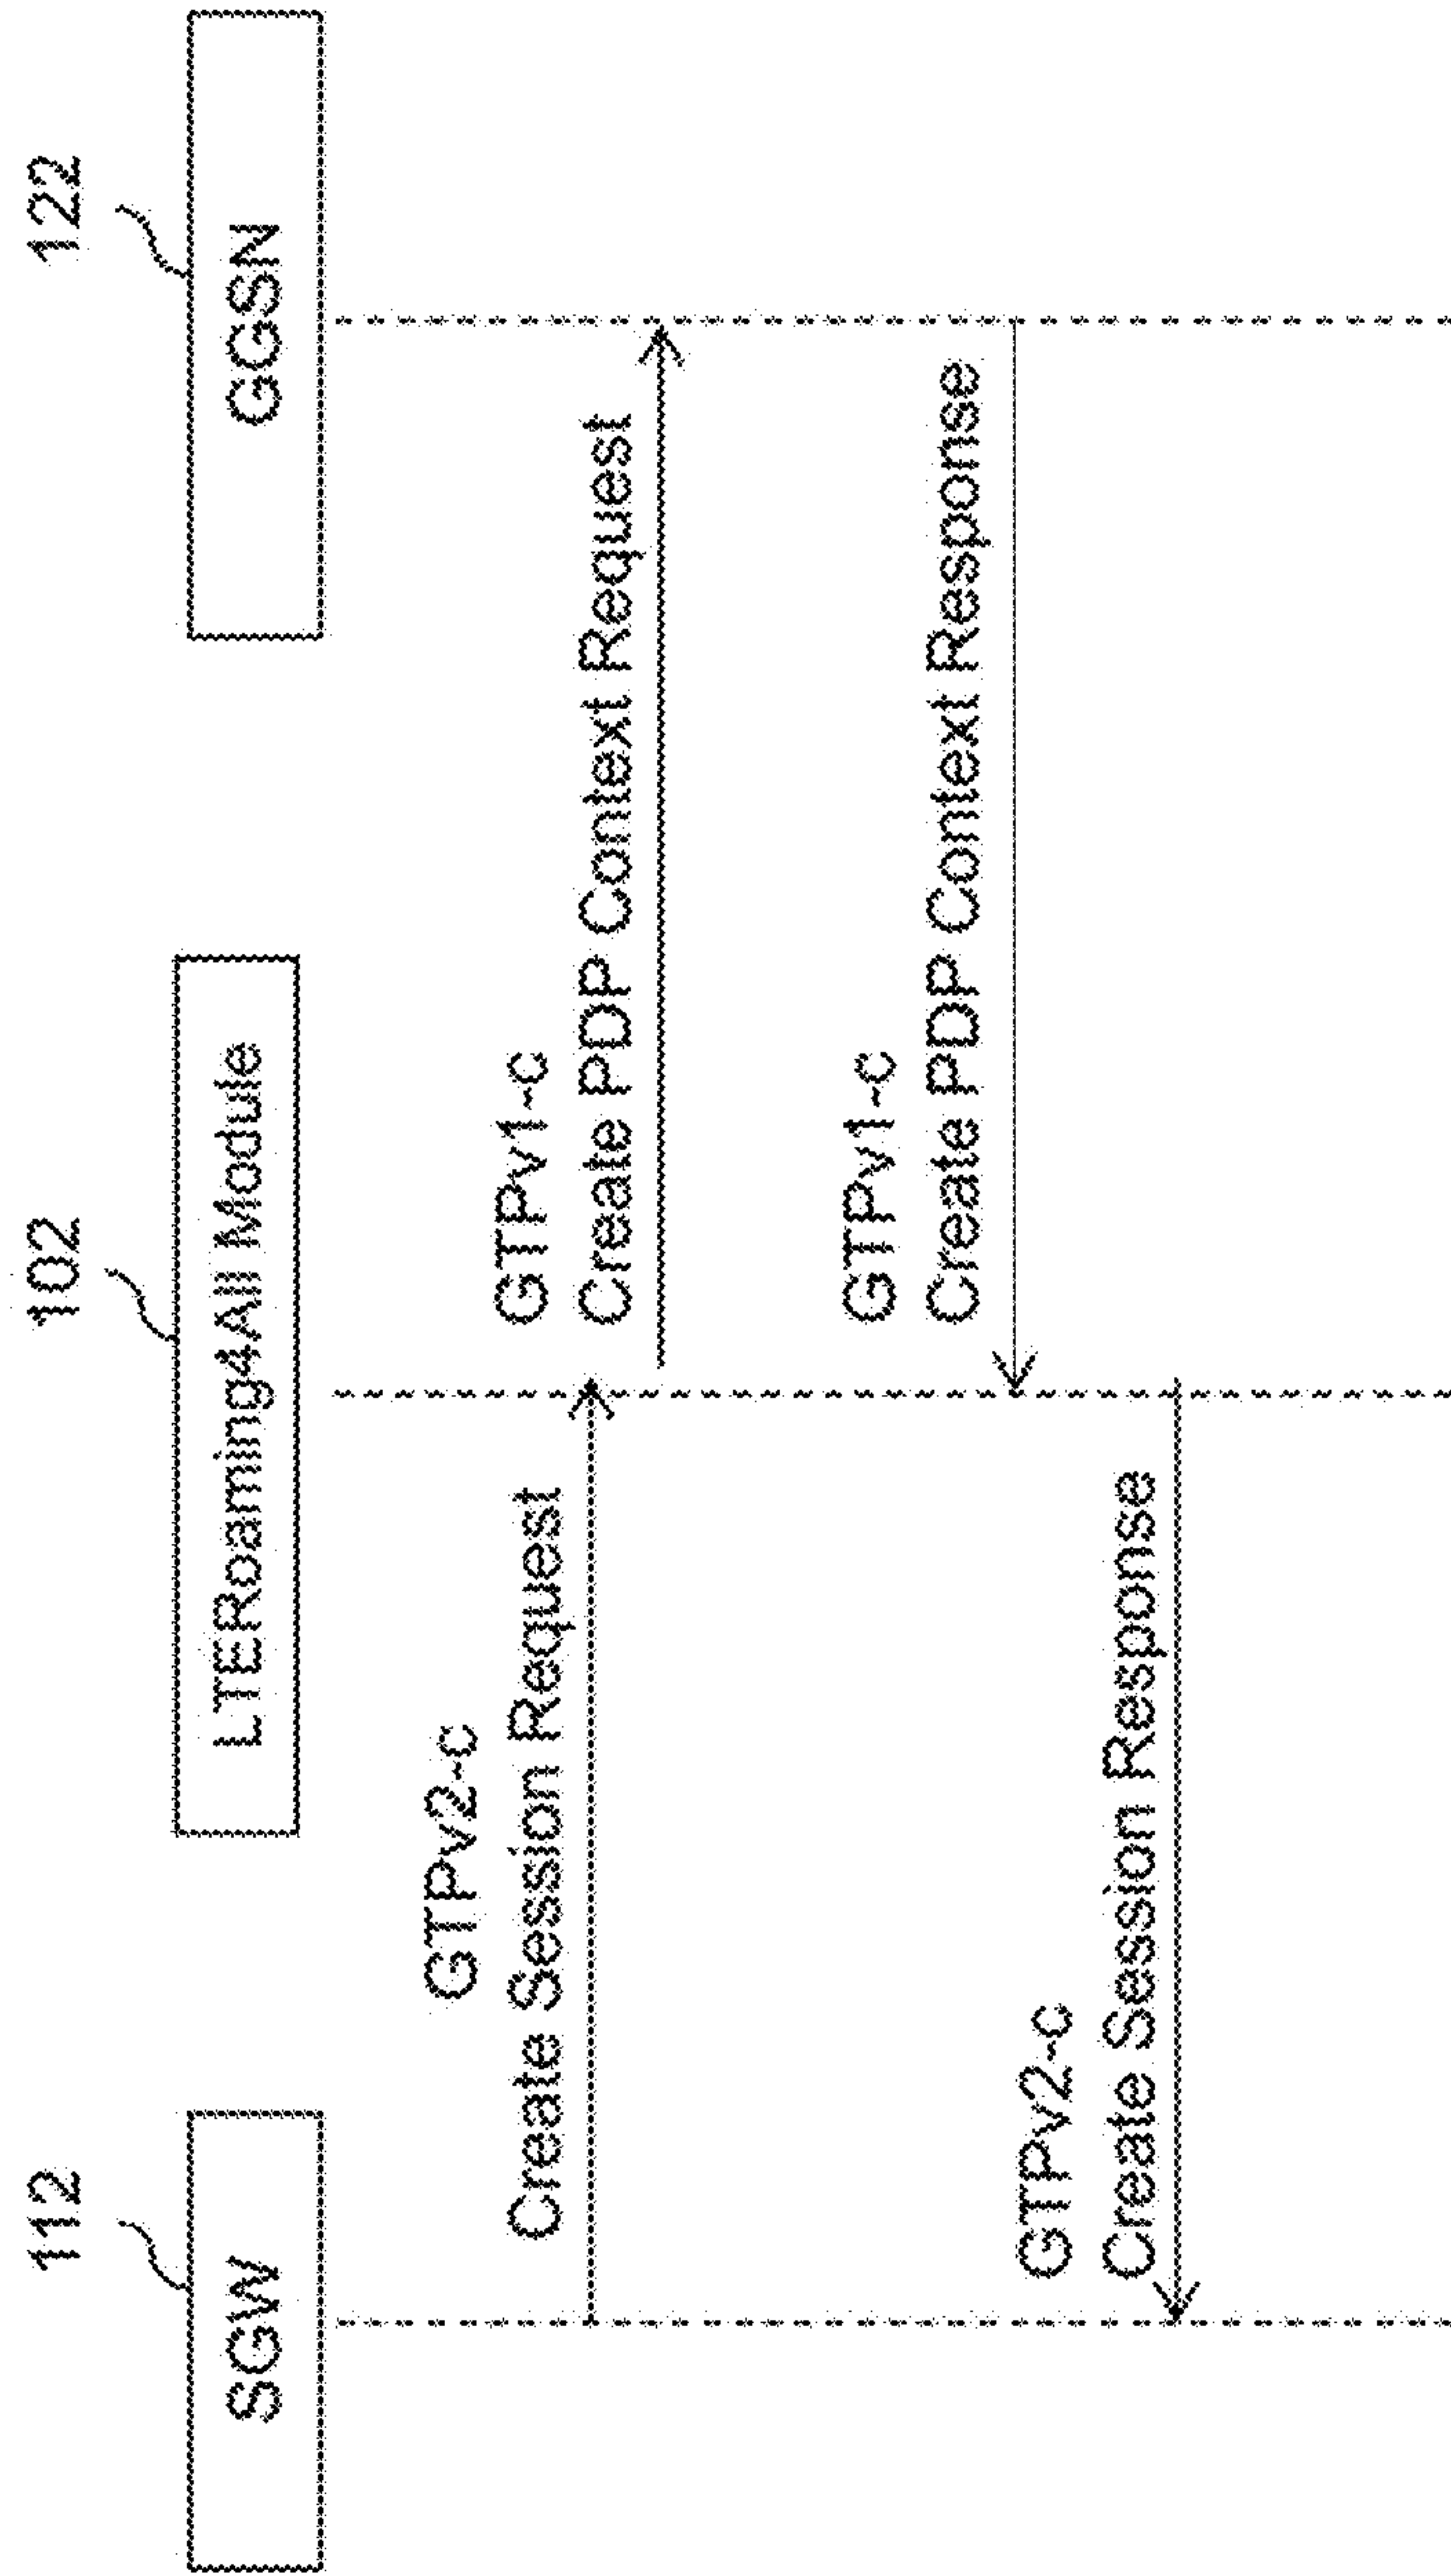 112
102
122
SGW
LTERoaming4All Module
GGSN
GTPv2-c
Create Session Request
GTPv1-c
Create PDP Context Request
GTPv1-c
Create PDP Context Response
GTPv2-c
Create Session Response